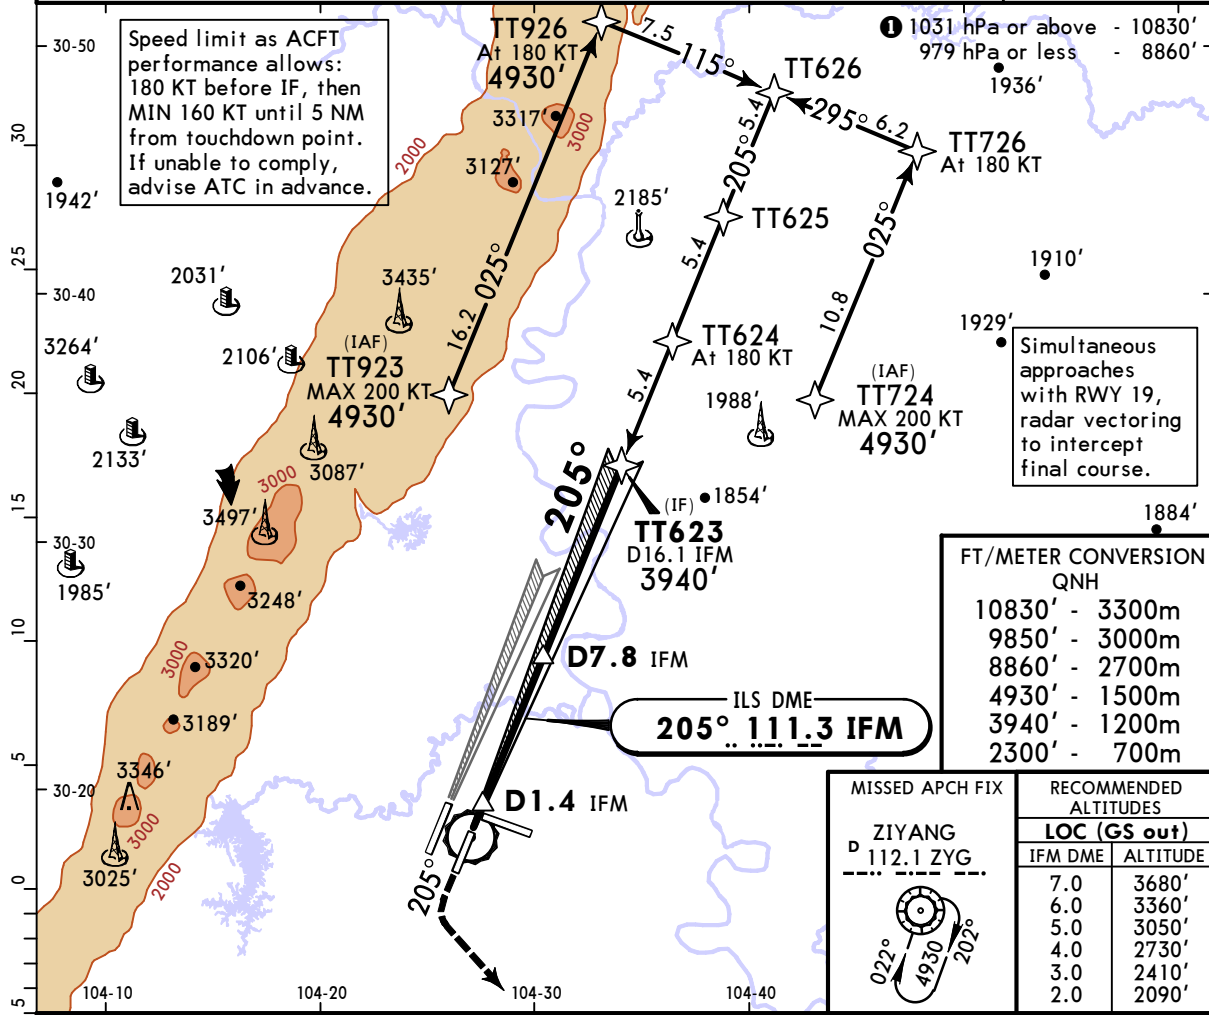 Speed limit as ACFT
performance allows:
180 KT before IF, then
MIN 160 KT until 5 NM
from touchdown point.
If unable to comply,
advise ATC in advance.
TT926
At 180 KT
4930'
7.5
115°
TT626
1 1031 hPa or above - 10830'
979 hPa or less - 8860'
1936'
295°
6.2
TT726
At 180 KT
5.4
205°
3317'
3000
3127'
2000
1942'
2185'
TT625
025°
5.4
10.8
1910'
2031'
3435'
025°
16.2
3264'
2106'
(IAF)
TT923
MAX 200 KT
4930'
TT624
At 180 KT
5.4
1929'
Simultaneous
approaches
with RWY 19,
radar vectoring
to intercept
final course.
(IAF)
TT724
MAX 200 KT
4930'
1988'
2133'
3087'
205°
3000
3497'
1854'
(IF)
TT623
D16.1 IFM
3940'
1884'
1985'
3248'
3320'
3000
3189'
D7.8 IFM
ILS DME
205° 111.3 IFM
3346'
3000
3025'
2000
D1.4 IFM
205°
FT/METER CONVERSION
QNH
10830' - 3300m
9850' - 3000m
8860' - 2700m
4930' - 1500m
3940' - 1200m
2300' - 700m
MISSED APCH FIX
ZIYANG
D 112.1 ZYG
022°
4930
202°
RECOMMENDED
ALTITUDES
LOC (GS out)
IFM DME ALTITUDE
7.0 3680'
6.0 3360'
5.0 3050'
4.0 2730'
3.0 2410'
2.0 2090'
30-50
30-40
30-30
30-20
30
25
20
15
10
5
0
5
104-10
104-20
104-30
104-40